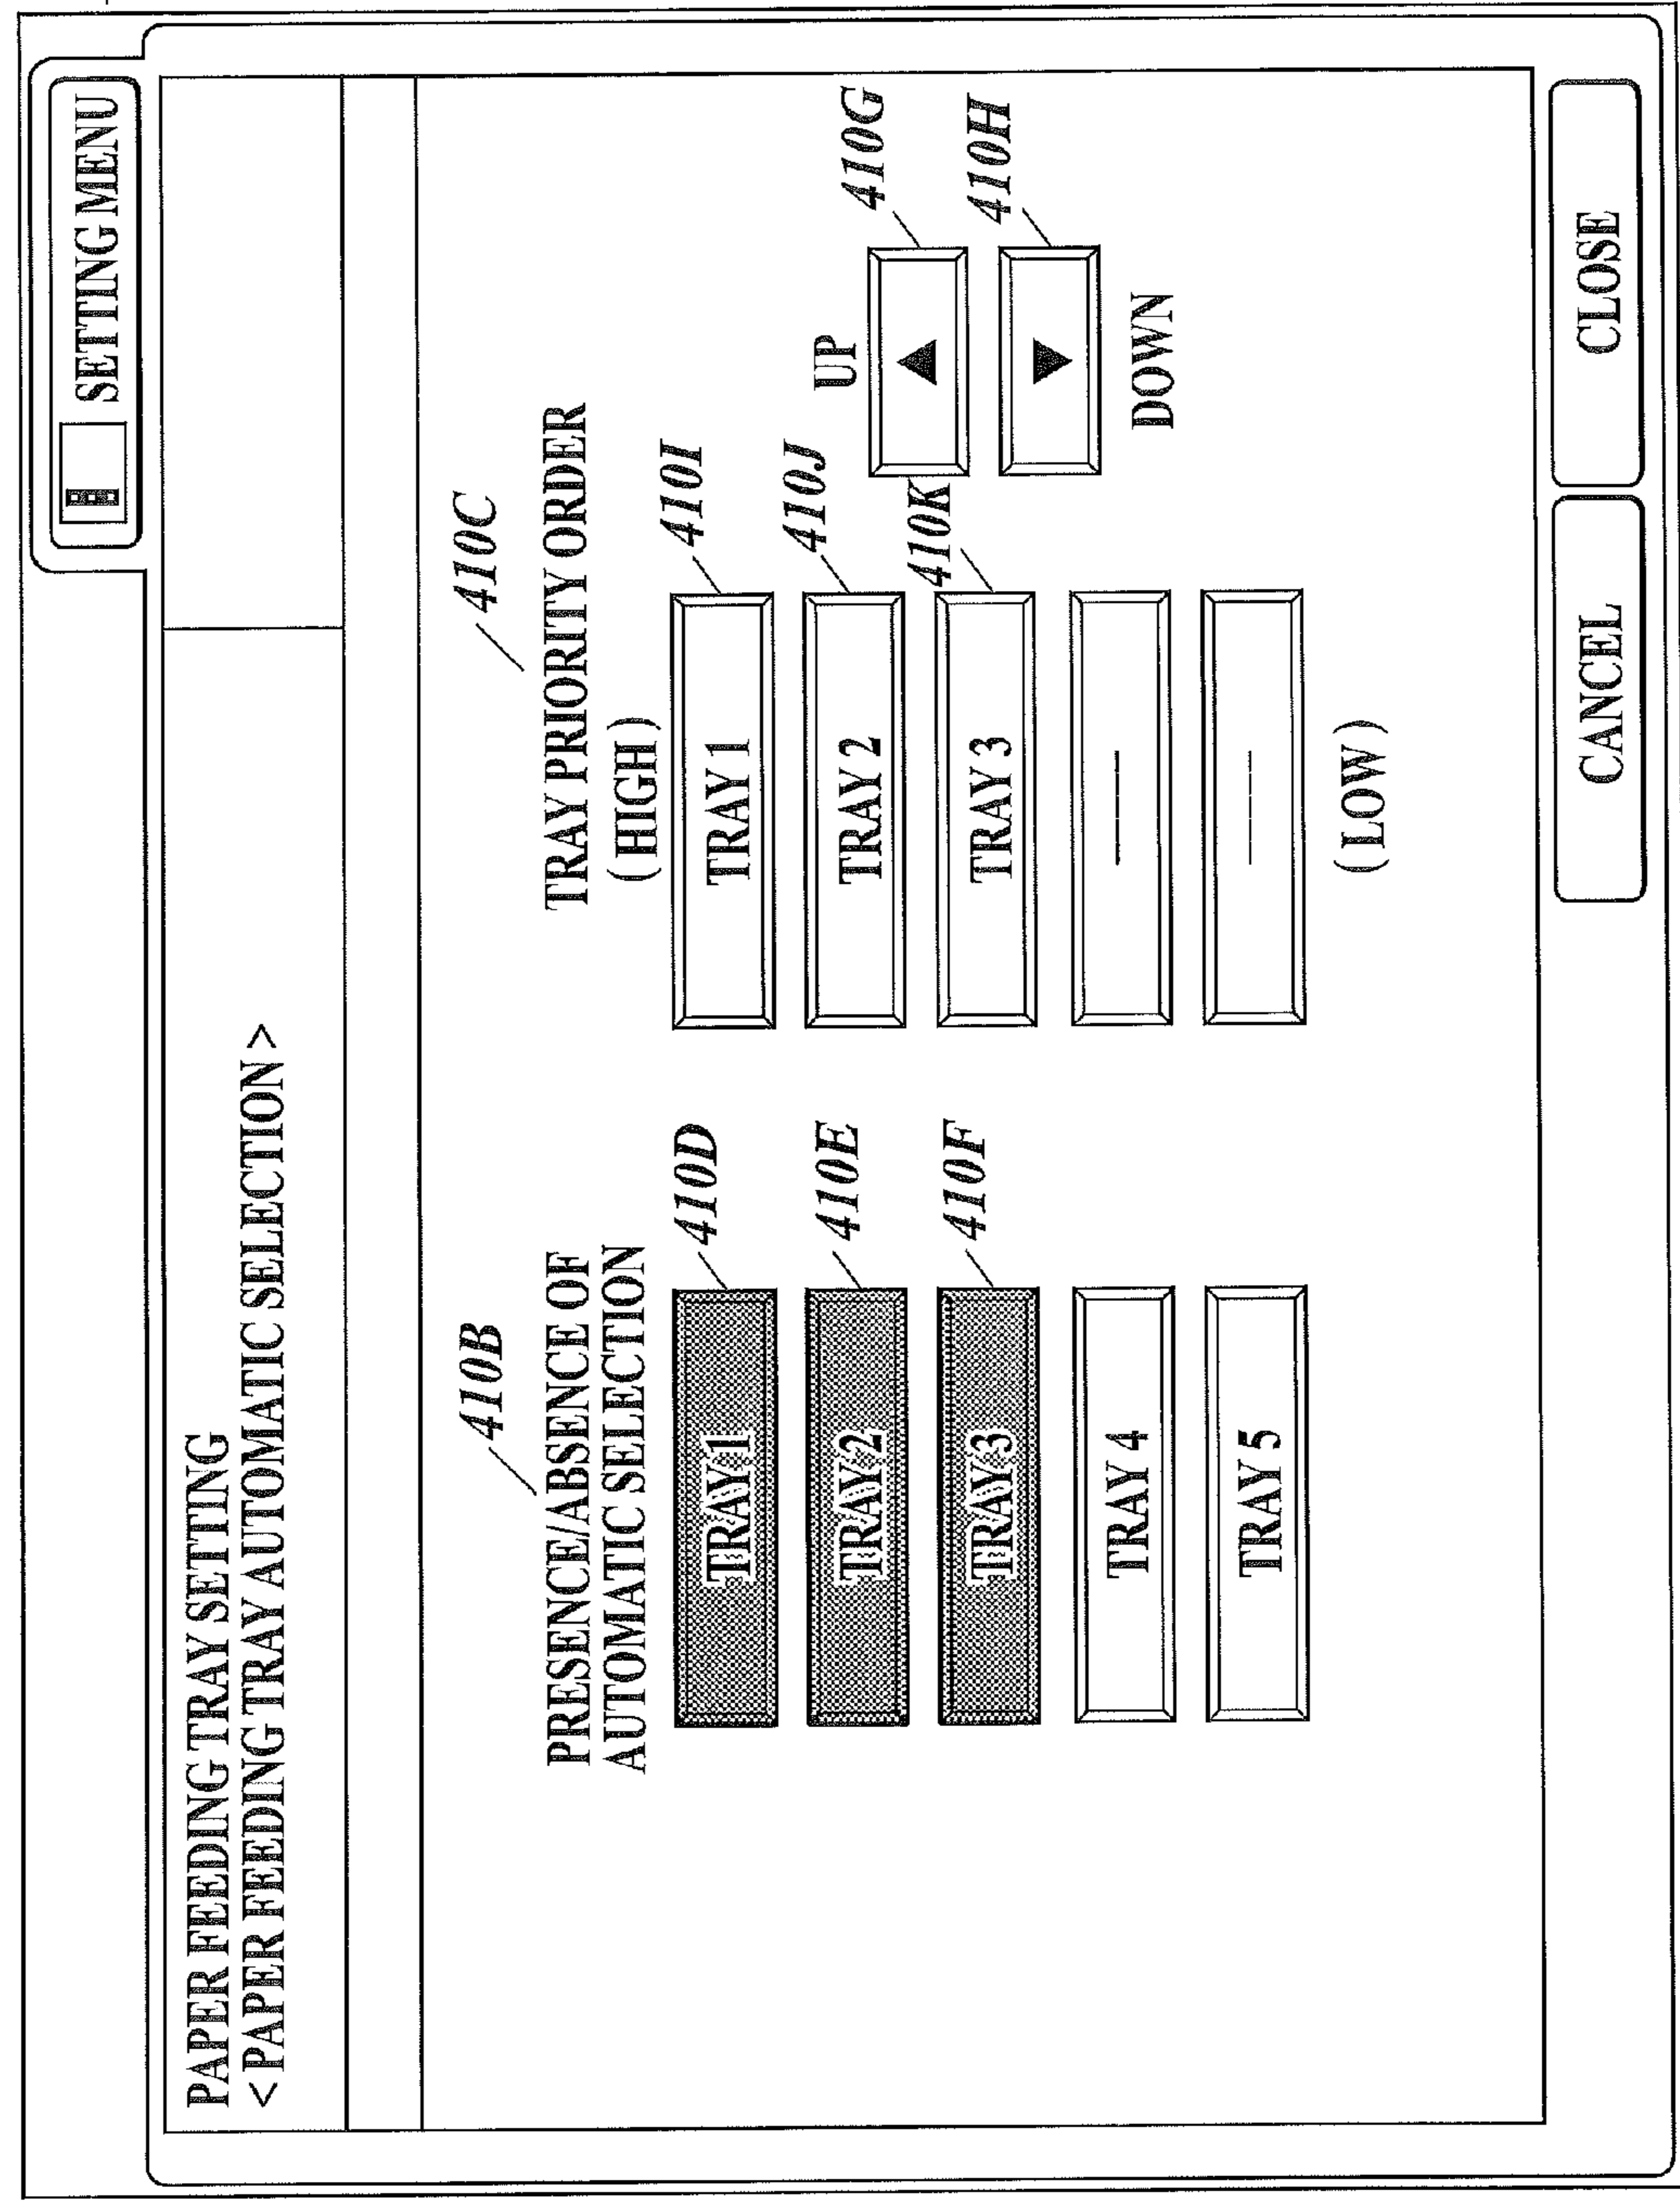 SETTING MENU
PAPER FEEDING TRAY SETTING
<PAPER FEEDING TRAY AUTOMATIC SELECTION>
410B
PRESENCE/ABSENCE OF
AUTOMATIC SELECTION
TRAY 1
410D
TRAY 2
410E
TRAY 3
410F
TRAY 4
TRAY 5
410C
TRAY PRIORITY ORDER
(HIGH)
TRAY 1
410I
TRAY 2
410J
TRAY 3
410K
(LOW)
UP
410G
410H
DOWN
CANCEL
CLOSE